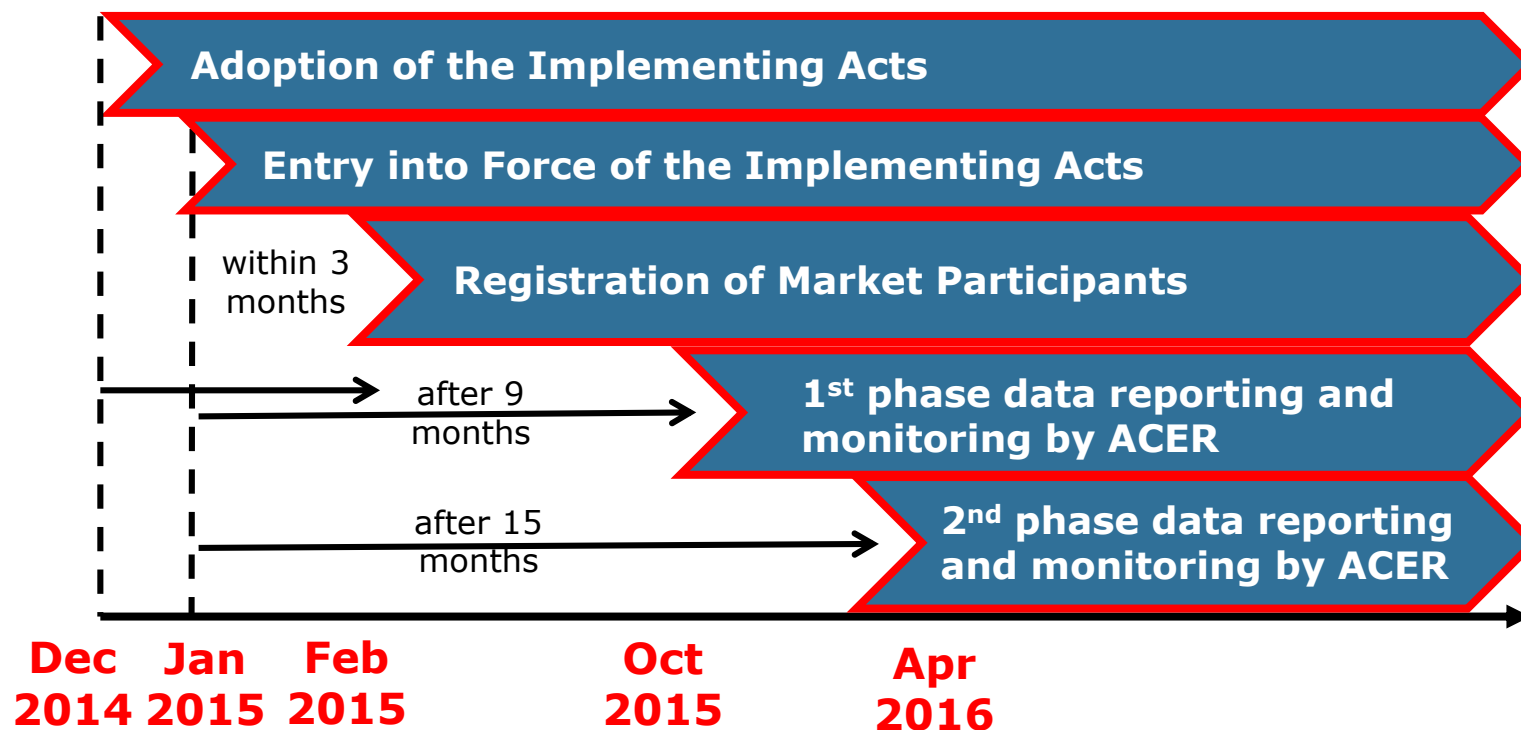 Adoption of the Implementing Acts
Entry into Force of the Implementing Acts
within 3
months
Registration of Market Participants
after 9
months
1st phase data reporting and
monitoring by ACER
after 15
months
2nd phase data reporting
and monitoring by ACER
Dec
2014
Jan
2015
Feb
2015
Oct
2015
Apr
2016